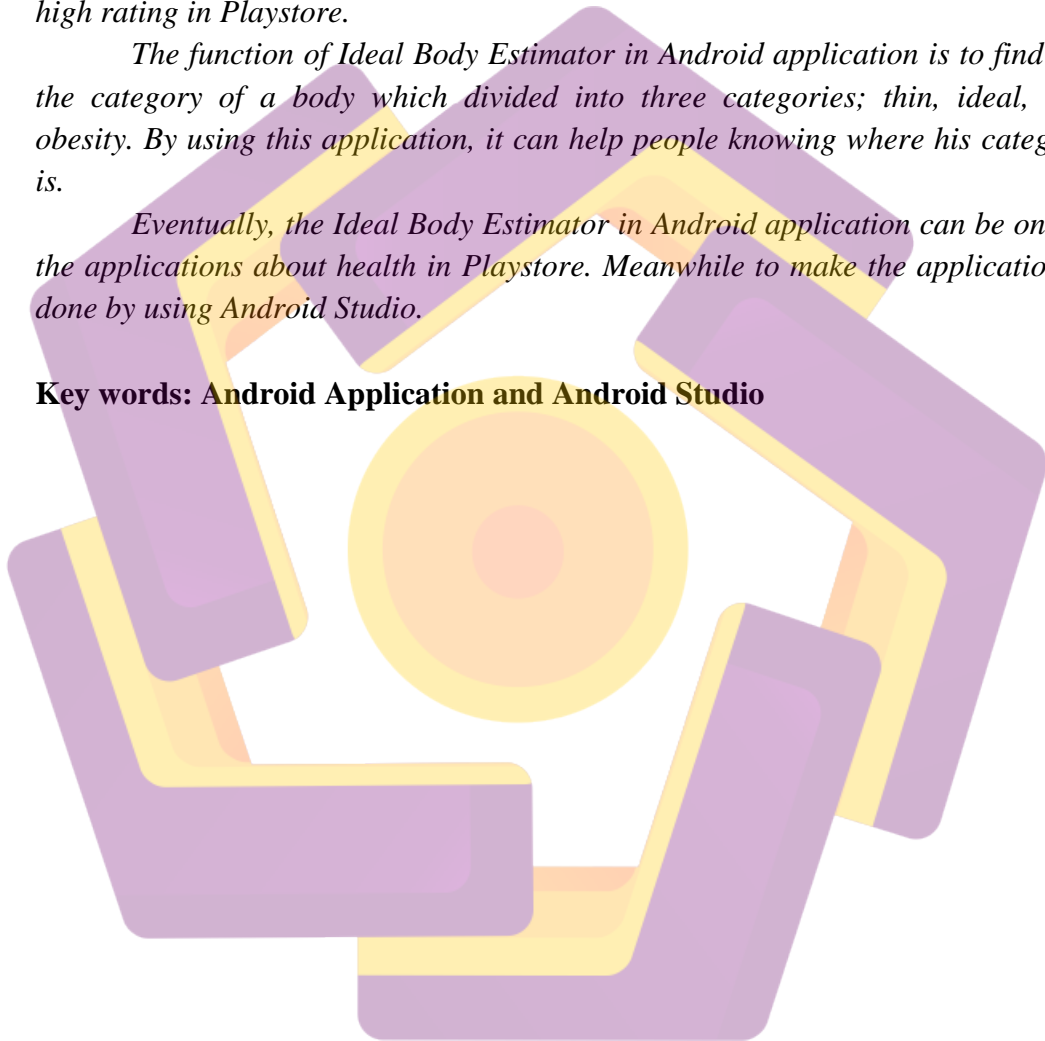 high rating in Playstore.
The function of Ideal Body Estimator in Android application is to find
the category of a body which divided into three categories; thin, ideal,
obesity. By using this application, it can help people knowing where his categ
is.
Eventually, the Ideal Body Estimator in Android application can be on
the applications about health in Playstore. Meanwhile to make the applicatio
done by using Android Studio.
Key words: Android Application and Android Studio